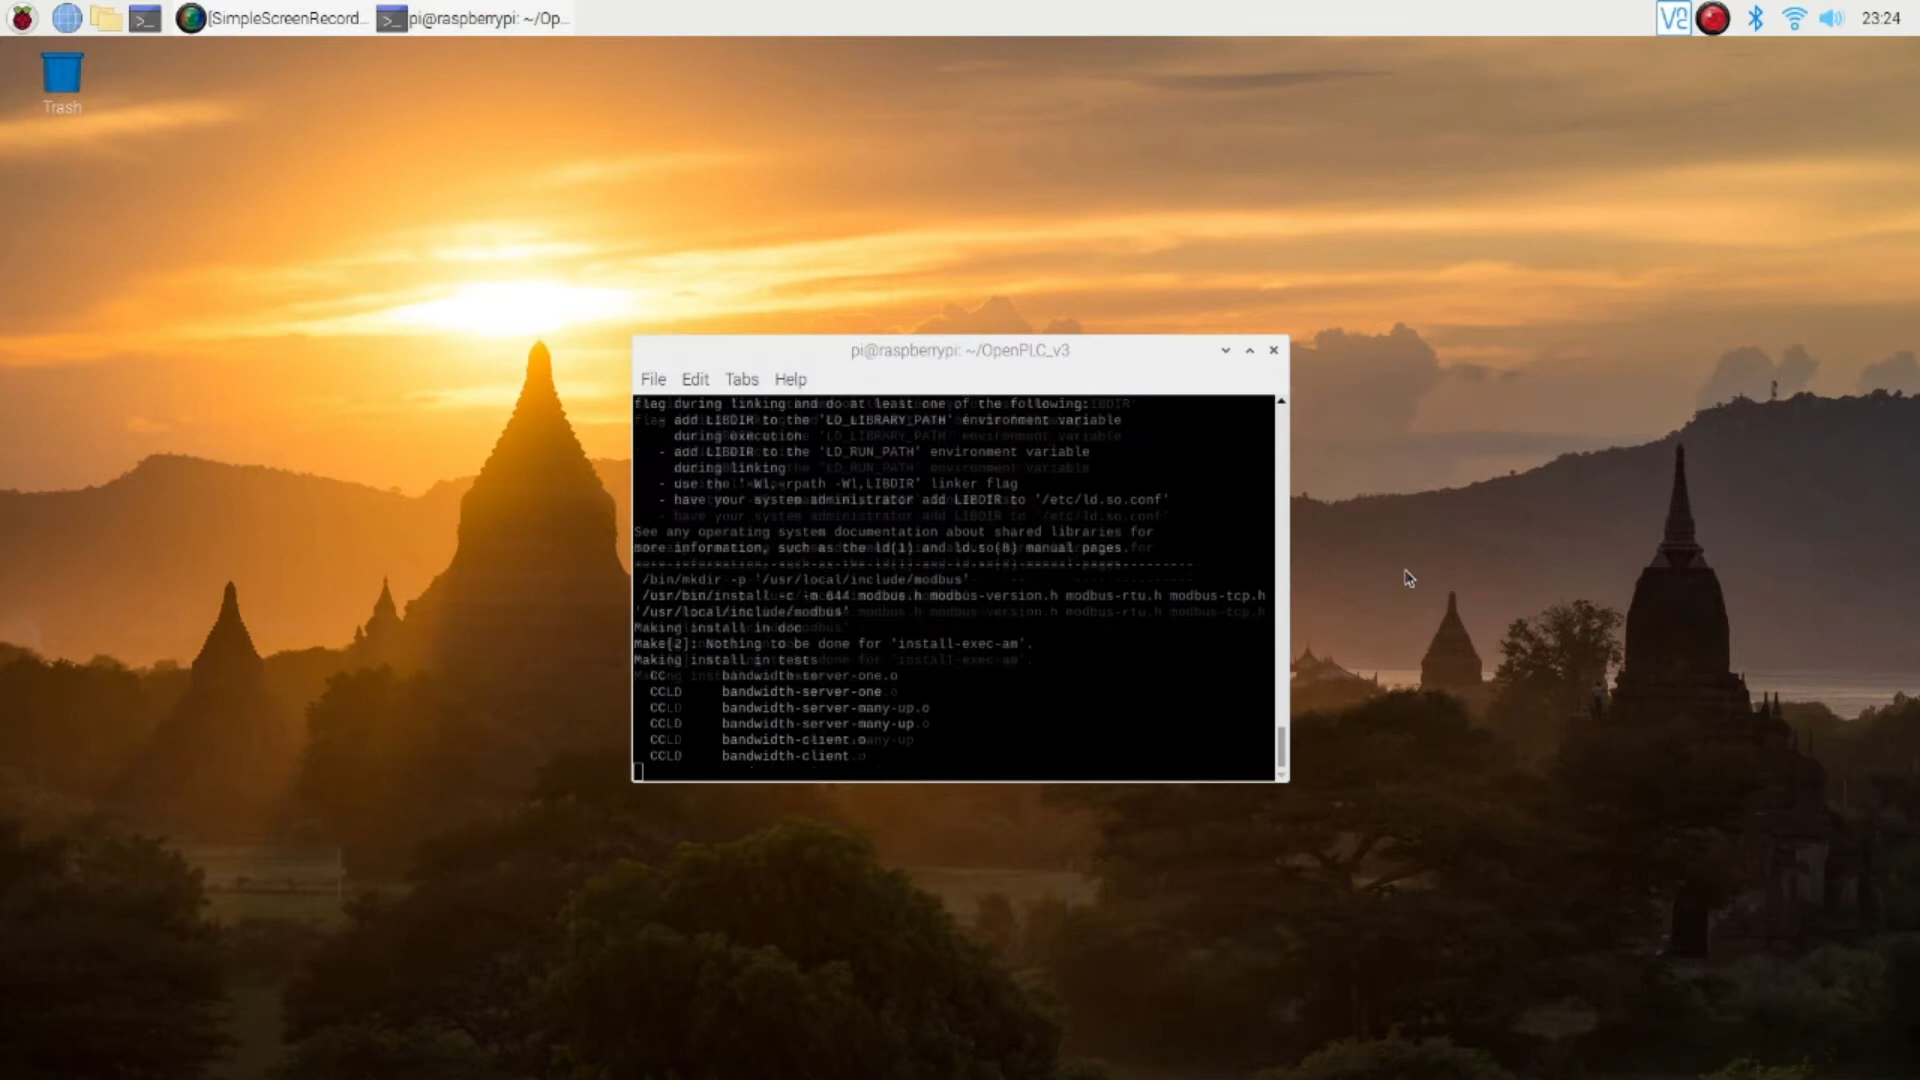 [SimpleScreenRecord...
pi@raspberrypi: ~/Op...
23:24
Trash
pi@raspberrypi: ~/OpenPLC_v3
File Edit Tabs Help
flag during linking and do at least one of the following:
- add LIBDIR to the 'LD_LIBRARY_PATH' environment variable
during execution
- add LIBDIR to the 'LD_RUN_PATH' environment variable
during linking
- use the '-Wl,-rpath -Wl,LIBDIR' linker flag
- have your system administrator add LIBDIR to '/etc/ld.so.conf'
See any operating system documentation about shared libraries for
more information, such as the ld(1) and ld.so(8) manual pages.
/bin/mkdir -p '/usr/local/include/modbus'
/usr/bin/install -c -m 644 modbus.h modbus-version.h modbus-rtu.h modbus-tcp.h
'/usr/local/include/modbus'
Making install in doc
make[2]: Nothing to be done for 'install-exec-am'.
Making install in tests
CC bandwidth-server-one.o
CCLD bandwidth-server-one
CC bandwidth-server-many-up.o
CCLD bandwidth-server-many-up
CC bandwidth-client.o
CCLD bandwidth-client